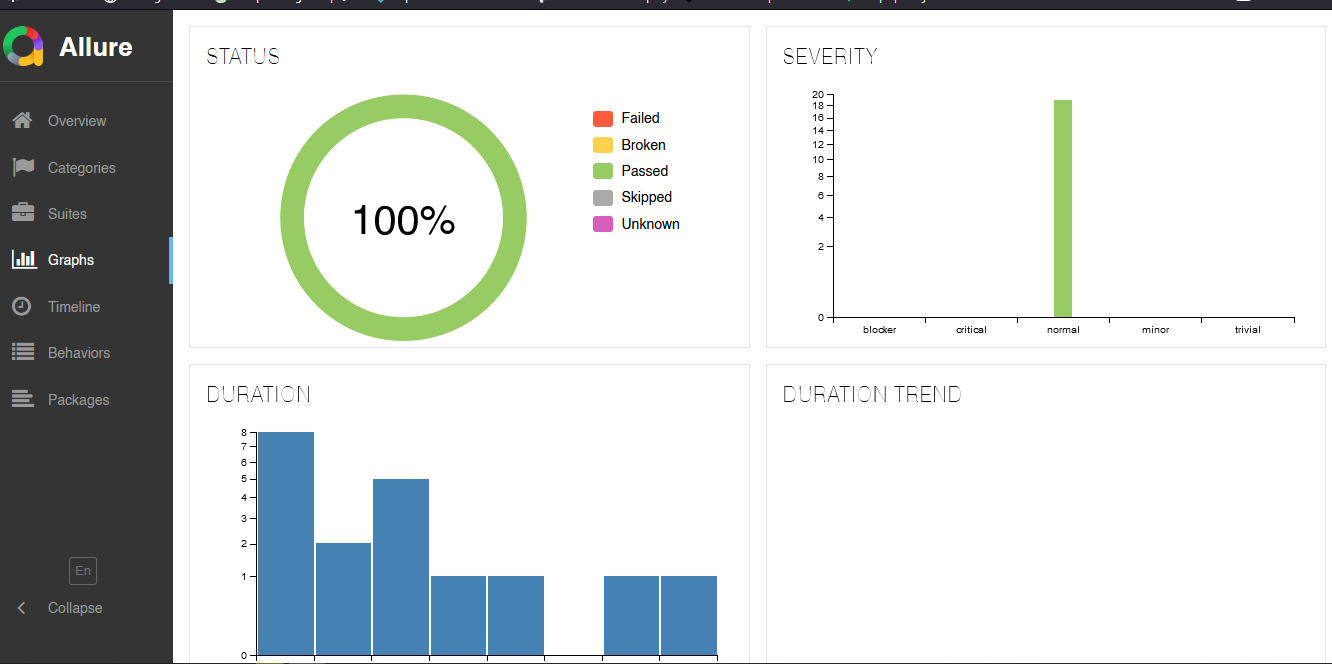 Allure
Overview
Categories
Suites
Graphs
Timeline
Behaviors
Packages
En
Collapse
STATUS
100%
Failed
Broken
Passed
Skipped
Unknown
SEVERITY
20
18
16
14
12
10
8
6
4
2
0
blocker critical normal minor trivial
DURATION
8
7
6
5
4
3
2
1
0
DURATION TREND